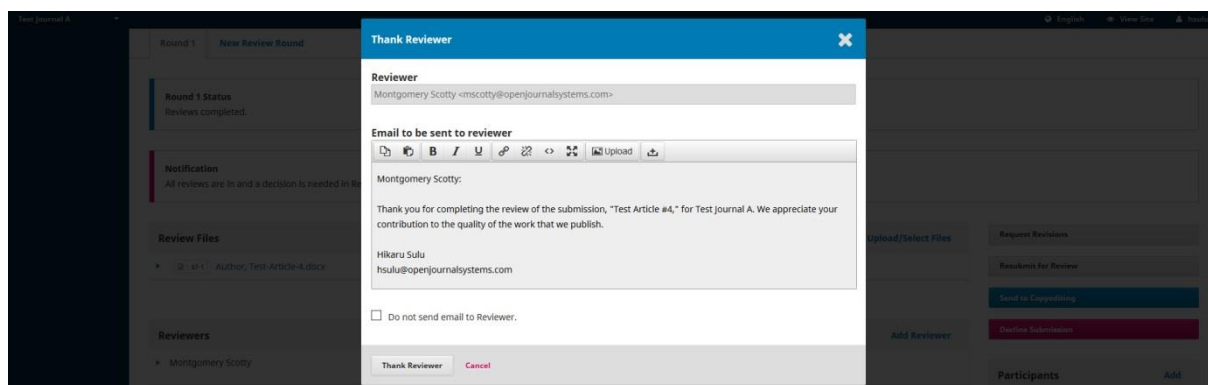 Test Journal A
English View Site
Round 1 New Review Round
Round 1 Status
Reviews completed.
Notification
All reviews are in and a decision is needed in
Review Files
Upload/Select Files
Author, Test-Article-4.docx
Reviewers
Add Reviewer
Montgomery Scotty
Thank Reviewer
Reviewer
Montgomery Scotty <mscotty@openjournalsystems.com>
Email to be sent to reviewer
B I U Upload
Montgomery Scotty:
Thank you for completing the review of the submission, "Test Article #4," for Test Journal A. We appreciate your
contribution to the quality of the work that we publish.
Hikaru Sulu
hsulu@openjournalsystems.com
Do not send email to Reviewer.
Thank Reviewer Cancel
Request Revisions
Resubmit for Review
Send to Copyediting
Decline Submission
Participants Add